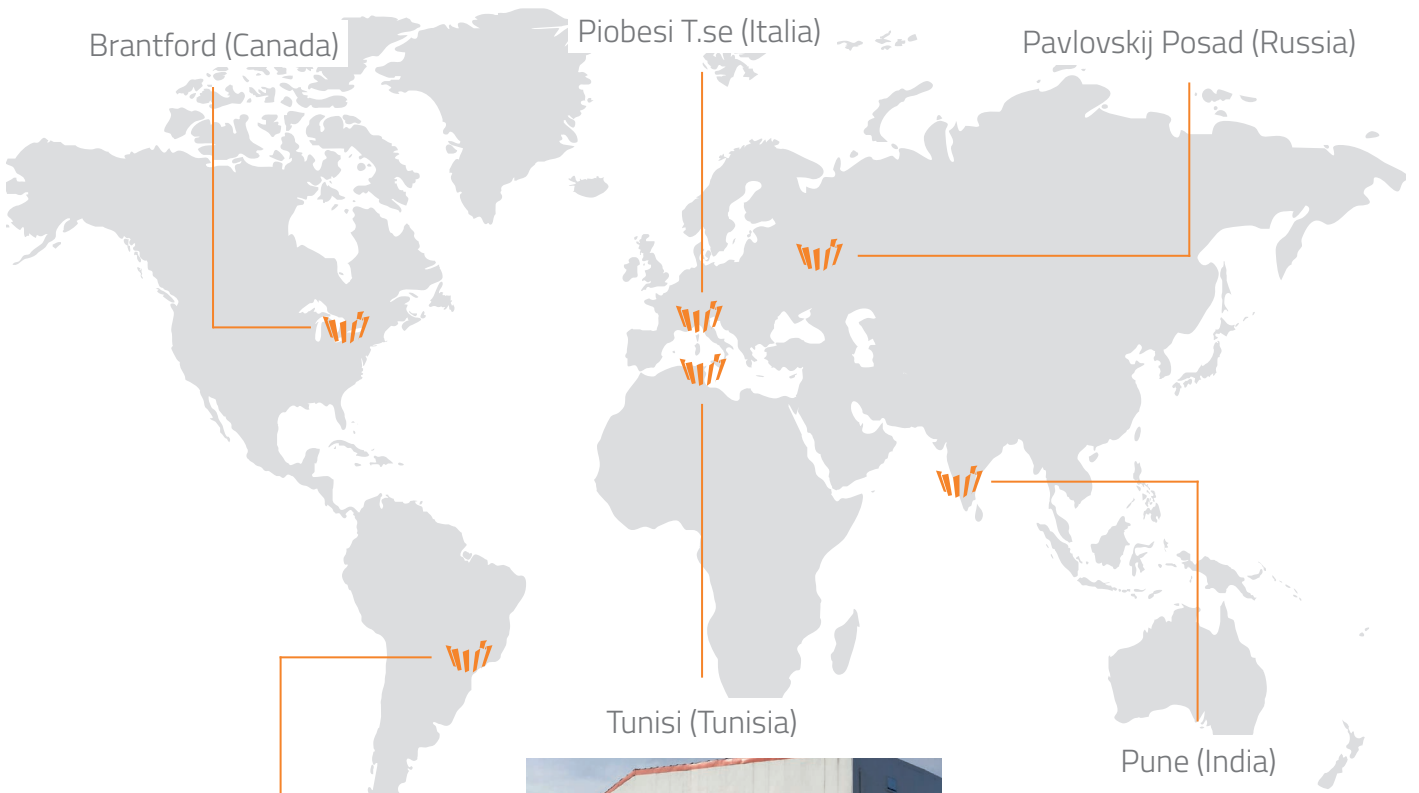 Brantford (Canada)
Piobesi T.se (Italia)
Pavlovskij Posad (Russia)
Tunisi (Tunisia)
Pune (India)